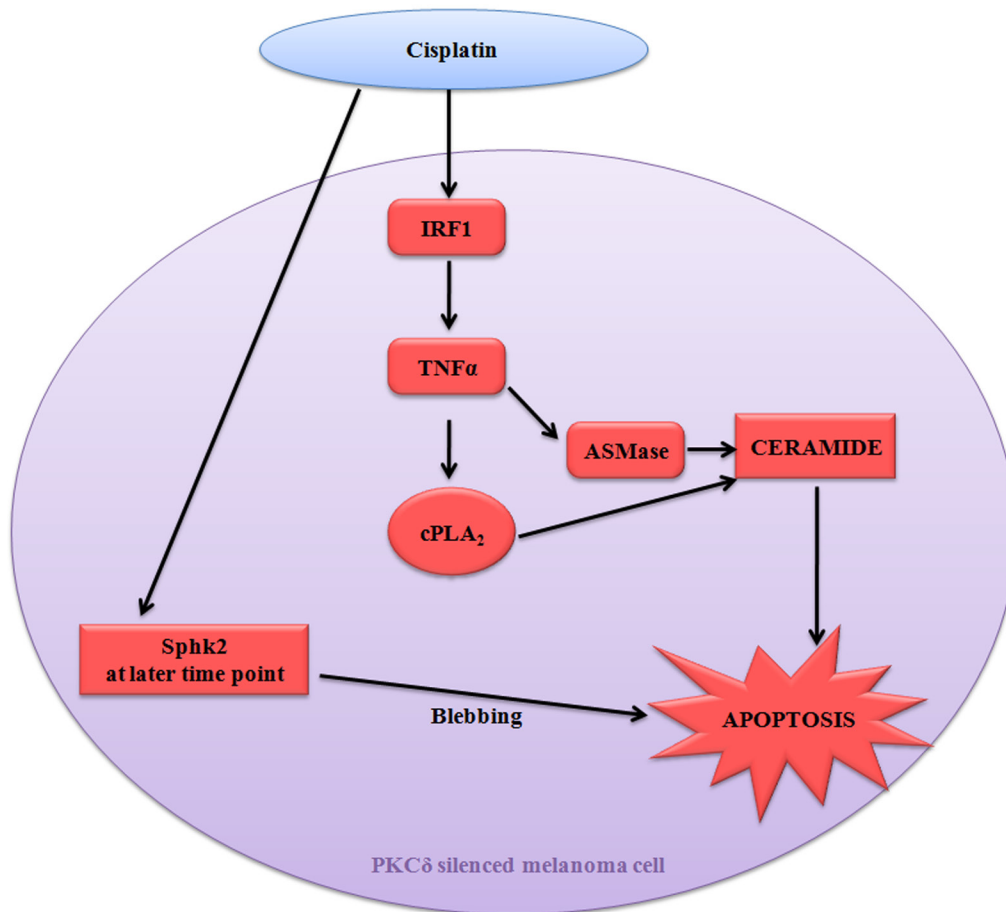 Cisplatin
IRF1
TNFα
ASMase
CERAMIDE
cPLA₂
Sphk2
at later time point
Blebbing
APOPTOSIS
PKCδ silenced melanoma cell